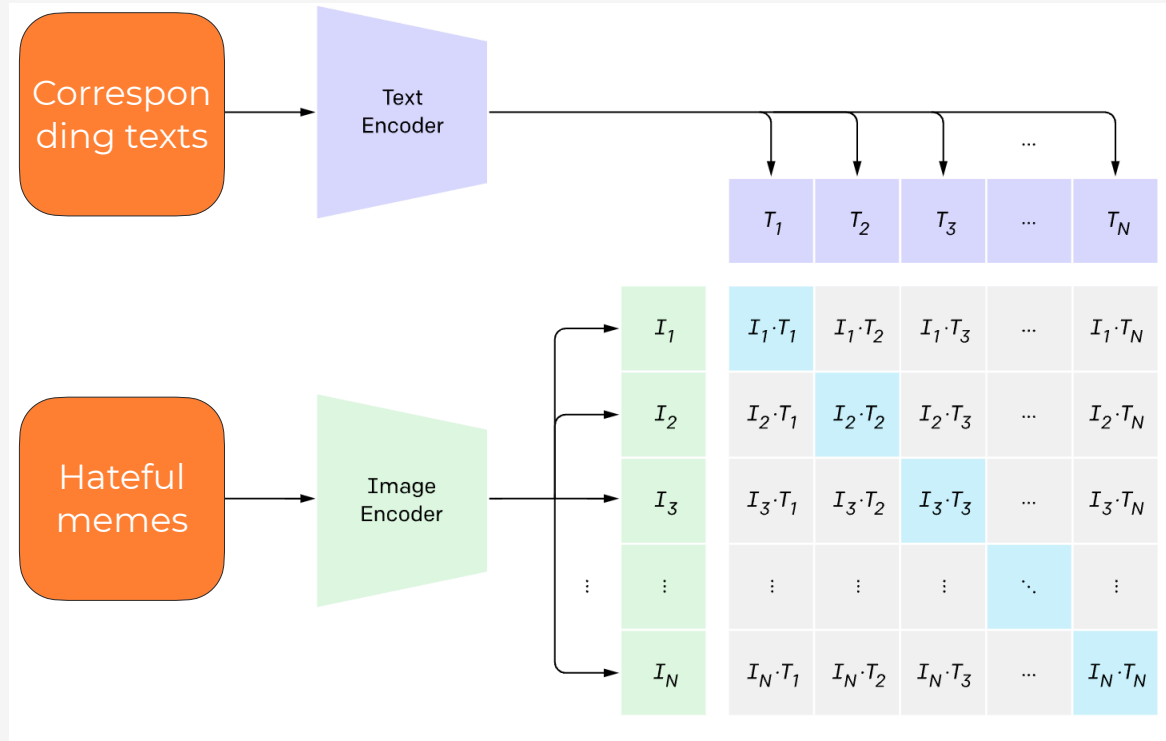 Correspon
ding texts
Text
Encoder
...
T1 T2 T3 ... TN
I1 I1·T1 I1·T2 I1·T3 ... I1·TN
I2 I2·T1 I2·T2 I2·T3 ... I2·TN
Hateful
memes
Image
Encoder
I3 I3·T1 I3·T2 I3·T3 ... I3·TN
⋮ ⋮ ⋮ ⋮ ⋮ ⋱ ⋮
IN IN·T1 IN·T2 IN·T3 ... IN·TN